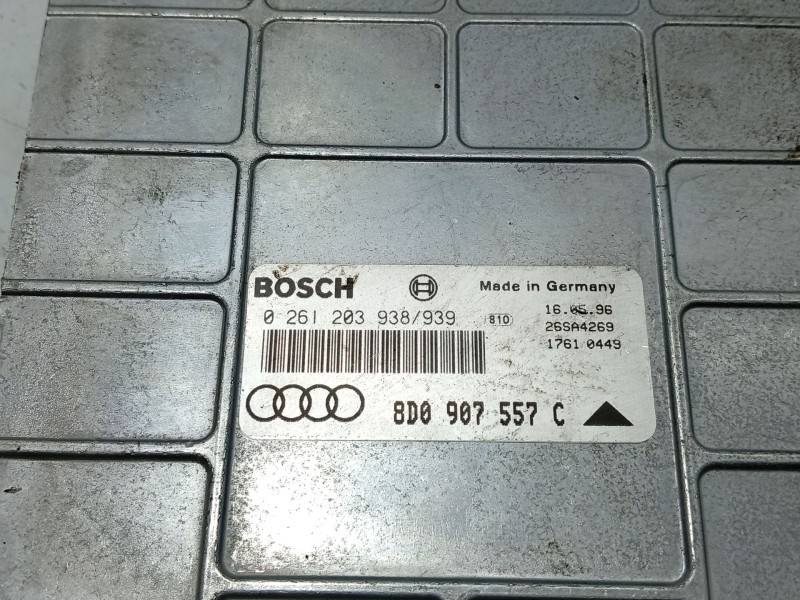 BOSCH Made in Germany
0 261 203 938/939 810 16.05.96
26SA4269
1761 0449
8D0 907 557 C